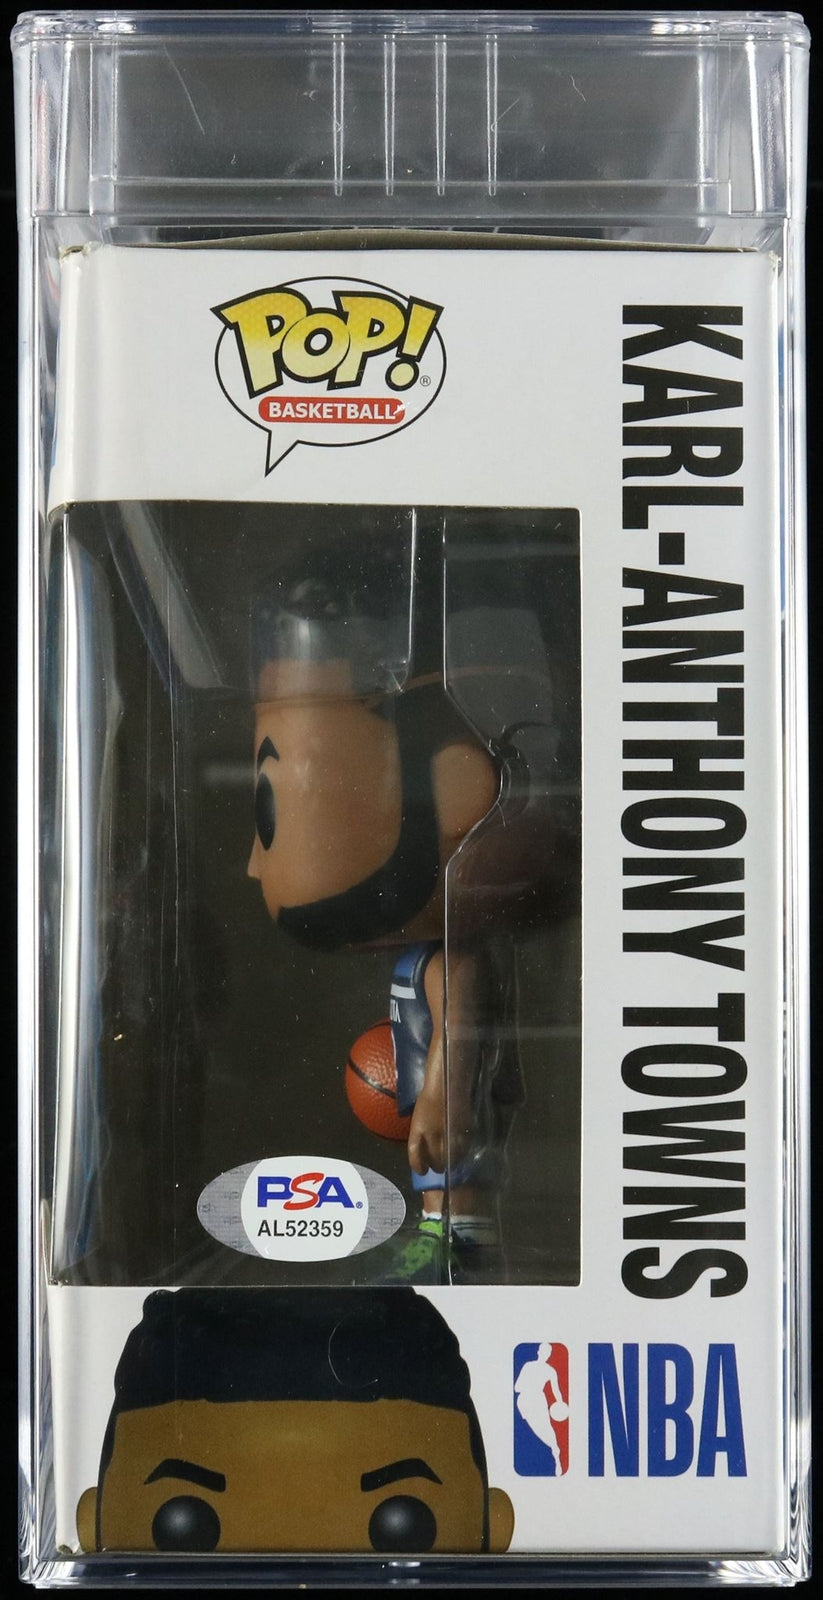 POP!
®
BASKETBALL
KARL-ANTHONY TOWNS
PSA®
AL52359
NBA